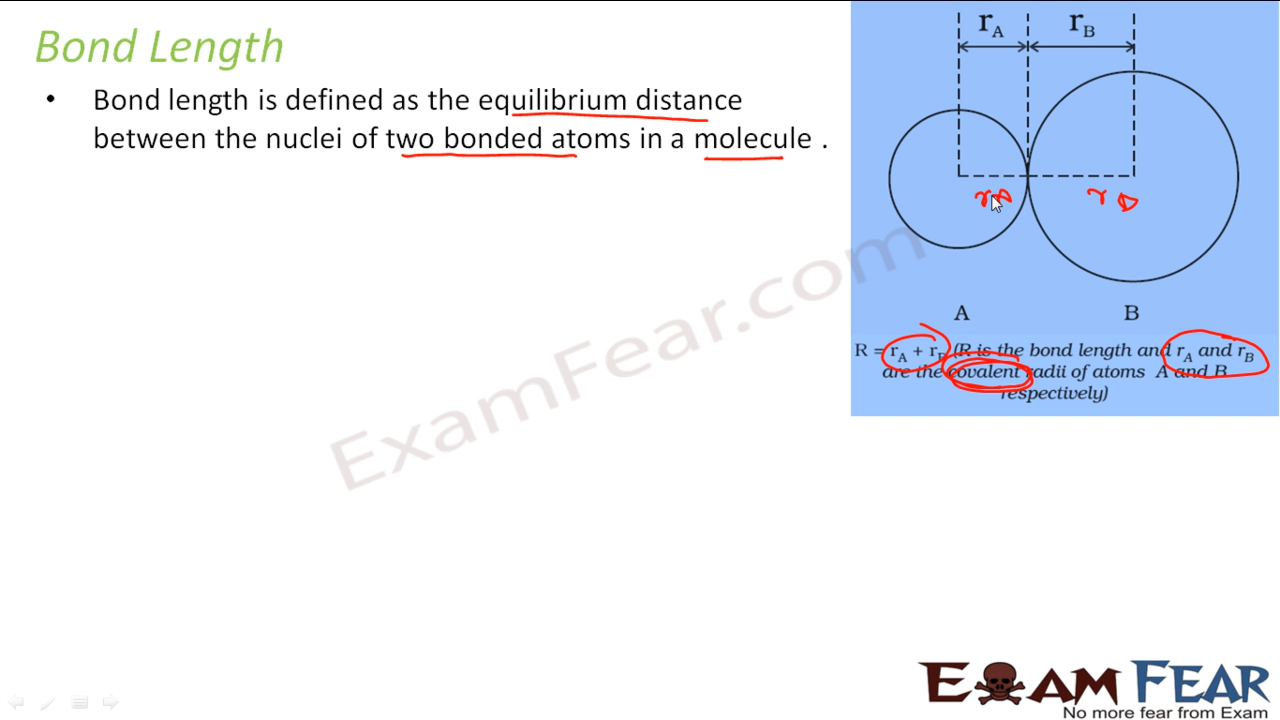 Bond Length
• Bond length is defined as the equilibrium distance
between the nuclei of two bonded atoms in a molecule .
rA rB
rA r
A B
R = rA + rB (R is the bond length and rA and rB
are the covalent radii of atoms A and B
respectively)
ExamFear.com
EXAM FEAR
No more fear from Exam